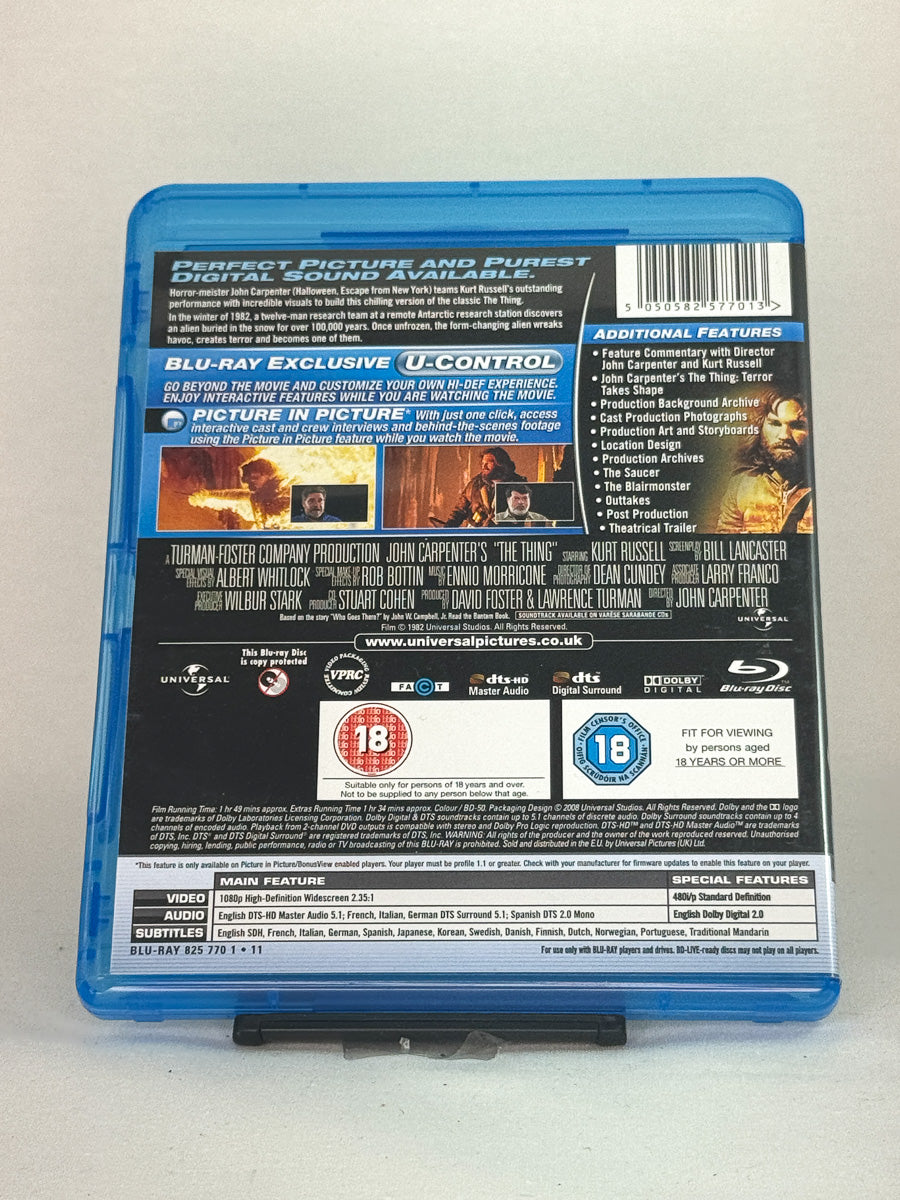 PERFECT PICTURE AND PUREST
DIGITAL SOUND AVAILABLE.
Horror-meister John Carpenter (Halloween, Escape from New York) teams Kurt Russell's outstanding
performance with incredible visuals to build this chilling version of the classic The Thing.
In the winter of 1982, a twelve-man research team at a remote Antarctic research station discovers
an alien buried in the snow for over 100,000 years. Once unfrozen, the form-changing alien wreaks
havoc, creates terror and becomes one of them.
5 050582 577013 >
BLU-RAY EXCLUSIVE U-CONTROL
GO BEYOND THE MOVIE AND CUSTOMIZE YOUR OWN HI-DEF EXPERIENCE.
ENJOY INTERACTIVE FEATURES WHILE YOU ARE WATCHING THE MOVIE.
PICTURE IN PICTURE* With just one click, access
interactive cast and crew interviews and behind-the-scenes footage
using the Picture in Picture feature while you watch the movie.
ADDITIONAL FEATURES
• Feature Commentary with Director
John Carpenter and Kurt Russell
• John Carpenter's The Thing: Terror
Takes Shape
• Production Background Archive
• Cast Production Photographs
• Production Art and Storyboards
• Location Design
• Production Archives
• The Saucer
• The Blairmonster
• Outtakes
• Post Production
• Theatrical Trailer
A TURMAN-FOSTER COMPANY PRODUCTION JOHN CARPENTER'S "THE THING" STARRING KURT RUSSELL SCREENPLAY BY BILL LANCASTER
SPECIAL VISUAL EFFECTS BY ALBERT WHITLOCK SPECIAL MAKE-UP EFFECTS BY ROB BOTTIN MUSIC BY ENNIO MORRICONE DIRECTOR OF PHOTOGRAPHY DEAN CUNDEY ASSOCIATE PRODUCER LARRY FRANCO
EXECUTIVE PRODUCER WILBUR STARK CO PRODUCER STUART COHEN PRODUCED BY DAVID FOSTER & LAWRENCE TURMAN DIRECTED BY JOHN CARPENTER
Based on the story "Who Goes There?" by John W. Campbell, Jr. Read the Bantam Book. SOUNDTRACK AVAILABLE ON VARÈSE SARABANDE CDs
Film © 1982 Universal Studios. All Rights Reserved.
UNIVERSAL
www.universalpictures.co.uk
UNIVERSAL
This Blu-ray Disc
is copy protected
VIDEO PACKAGING REVIEW COMMITTEE
VPRC
FACT
dts-HD
Master Audio
dts
Digital Surround
DOLBY
DIGITAL
Blu-ray Disc
18
Suitable only for persons of 18 years and over.
Not to be supplied to any person below that age.
FILM CENSOR'S OFFICE
18
OIFIG SCRÚDÓIR NA SCANNÁN
FIT FOR VIEWING
by persons aged
18 YEARS OR MORE
Film Running Time: 1 hr 49 mins approx. Extras Running Time 1 hr 34 mins approx. Colour / BD-50. Packaging Design © 2008 Universal Studios. All Rights Reserved. Dolby and the DD logo
are trademarks of Dolby Laboratories Licensing Corporation. Dolby Digital & DTS soundtracks contain up to 5.1 channels of discrete audio. Dolby Surround soundtracks contain up to 4
channels of encoded audio. Playback from 2-channel DVD outputs is compatible with stereo and Dolby Pro Logic reproduction. DTS-HD™ and DTS-HD Master Audio™ are trademarks
of DTS, Inc. DTS® and DTS Digital Surround® are registered trademarks of DTS, Inc. WARNING: All rights of the producer and the owner of the work reproduced reserved. Unauthorised
copying, hiring, lending, public performance, radio or TV broadcasting of this BLU-RAY is prohibited. Sold and distributed in the E.U. by Universal Pictures (UK) Ltd.
*This feature is only available on Picture in Picture/BonusView enabled players. Your player must be profile 1.1 or greater. Check with your manufacturer for firmware updates to enable this feature on your player.
MAIN FEATURE SPECIAL FEATURES
VIDEO 1080p High-Definition Widescreen 2.35:1 480i/p Standard Definition
AUDIO English DTS-HD Master Audio 5.1; French, Italian, German DTS Surround 5.1; Spanish DTS 2.0 Mono English Dolby Digital 2.0
SUBTITLES English SDH, French, Italian, German, Spanish, Japanese, Korean, Swedish, Danish, Finnish, Dutch, Norwegian, Portuguese, Traditional Mandarin
BLU-RAY 825 770 1 • 11 For use only with BLU-RAY players and drives. BD-LIVE-ready discs may not play on all players.